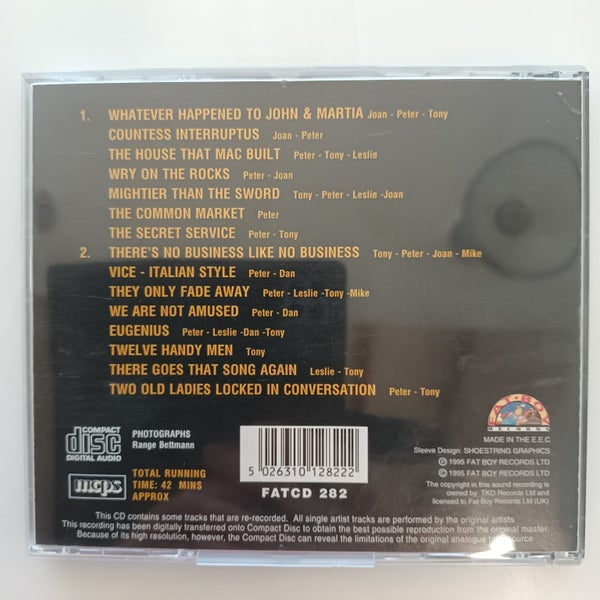 1. WHATEVER HAPPENED TO JOHN & MARTIA Joan - Peter - Tony
COUNTESS INTERRUPTUS Joan - Peter
THE HOUSE THAT MAC BUILT Peter - Tony - Leslie
WRY ON THE ROCKS Peter - Joan
MIGHTIER THAN THE SWORD Tony - Peter - Leslie -Joan
THE COMMON MARKET Peter
THE SECRET SERVICE Peter - Tony
2. THERE'S NO BUSINESS LIKE NO BUSINESS Tony - Peter - Joan - Mike
VICE - ITALIAN STYLE Peter - Dan
THEY ONLY FADE AWAY Peter - Leslie -Tony -Mike
WE ARE NOT AMUSED Peter - Dan
EUGENIUS Peter - Leslie -Dan -Tony
TWELVE HANDY MEN Tony
THERE GOES THAT SONG AGAIN Leslie - Tony
TWO OLD LADIES LOCKED IN CONVERSATION Peter - Tony
COMPACT
disc
DIGITAL AUDIO
PHOTOGRAPHS
Range Bettmann
mcps
TOTAL RUNNING
TIME: 42 MINS
APPROX
5 026310 128222
FATCD 282
FAT-BOY
RECORDS
MADE IN THE E.E.C
Sleeve Design: SHOESTRING GRAPHICS
℗ 1995 FAT BOY RECORDS LTD
© 1995 FAT BOY RECORDS LTD
The copyright in this sound recording is
owned by TKO Records Ltd and
licensed to Fat Boy Records Ltd (UK)
This CD contains some tracks that are re-recorded. All single artist tracks are performed by the original artists
This recording has been digitally transferred onto Compact Disc to obtain the best possible reproduction from the original master.
Because of its high resolution, however, the Compact Disc can reveal the limitations of the original analogue tape source